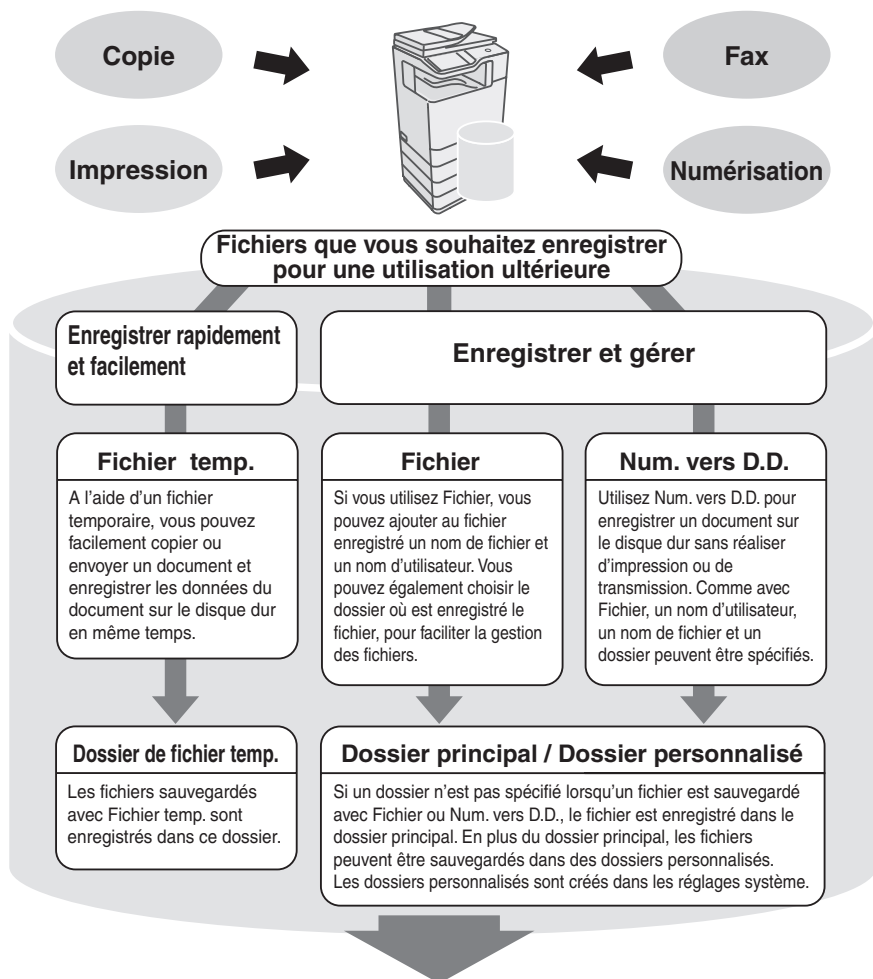 Copie
Fax
Impression
Numérisation
Fichiers que vous souhaitez enregistrer
pour une utilisation ultérieure
Enregistrer rapidement
et facilement
Enregistrer et gérer
Fichier temp.
A l'aide d'un fichier
temporaire, vous pouvez
facilement copier ou
envoyer un document et
enregistrer les données du
document sur le disque dur
en même temps.
Fichier
Si vous utilisez Fichier, vous
pouvez ajouter au fichier
enregistré un nom de fichier et
un nom d'utilisateur. Vous
pouvez également choisir le
dossier où est enregistré le
fichier, pour faciliter la gestion
des fichiers.
Num. vers D.D.
Utilisez Num. vers D.D. pour
enregistrer un document sur
le disque dur sans réaliser
d'impression ou de
transmission. Comme avec
Fichier, un nom d'utilisateur,
un nom de fichier et un
dossier peuvent être spécifiés.
Dossier de fichier temp.
Les fichiers sauvegardés
avec Fichier temp. sont
enregistrés dans ce dossier.
Dossier principal / Dossier personnalisé
Si un dossier n'est pas spécifié lorsqu'un fichier est sauvegardé
avec Fichier ou Num. vers D.D., le fichier est enregistré dans le
dossier principal. En plus du dossier principal, les fichiers
peuvent être sauvegardés dans des dossiers personnalisés.
Les dossiers personnalisés sont créés dans les réglages système.